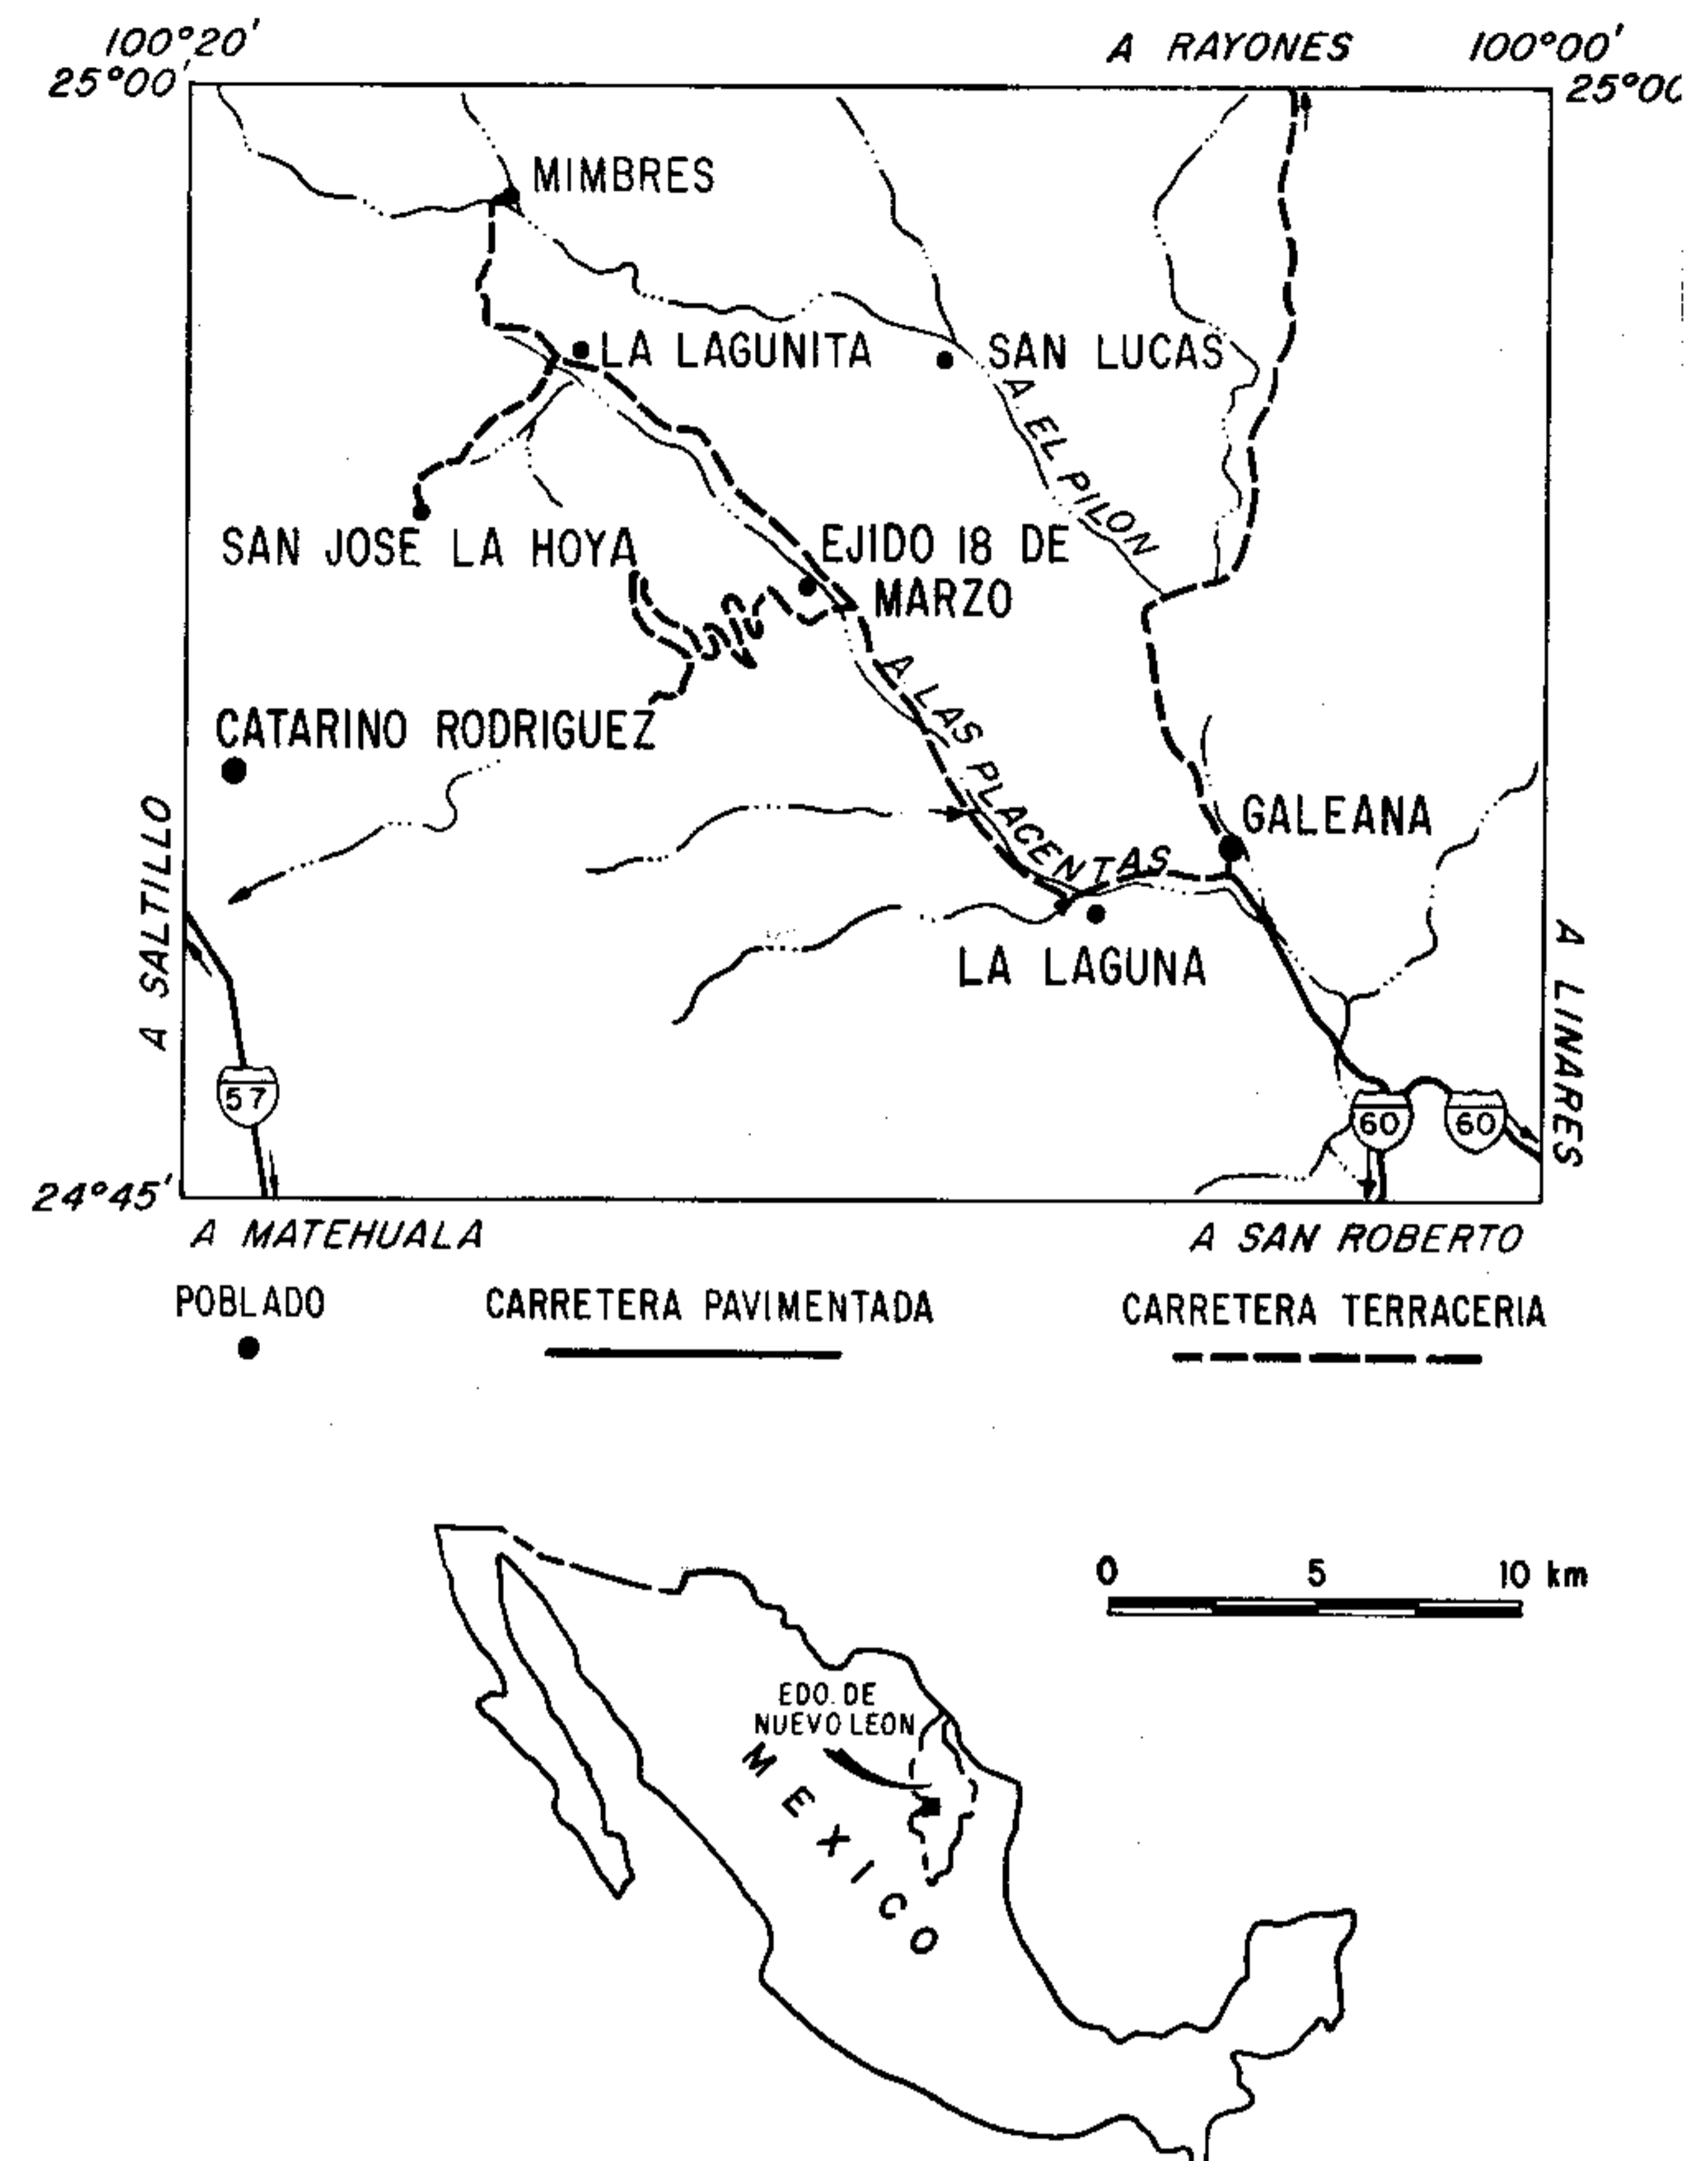 100°20'
A RAYONES
100°00'
25°00'
25°00
MIMBRES
LA LAGUNITA
SAN LUCAS
A EL PILON
SAN JOSE LA HOYA
EJIDO 18 DE
MARZO
A LAS PLACENTAS
CATARINO RODRIGUEZ
GALEANA
A SALTILLO
LA LAGUNA
A LINARES
57
60
60
24°45'
A MATEHUALA
A SAN ROBERTO
POBLADO
CARRETERA PAVIMENTADA
CARRETERA TERRACERIA
0 5 10 km
EDO. DE
NUEVO LEON
MEXICO